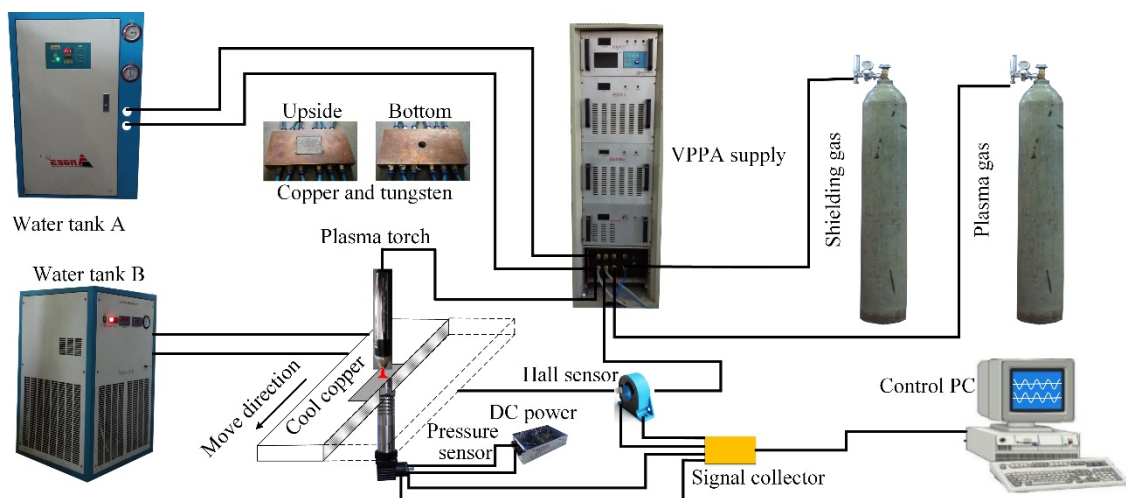 Upside
Bottom
Copper and tungsten
VPPA supply
Shielding gas
Plasma gas
Water tank A
Plasma torch
Water tank B
Move direction
Cool copper
Hall sensor
DC power
Pressure
sensor
Control PC
Signal collector